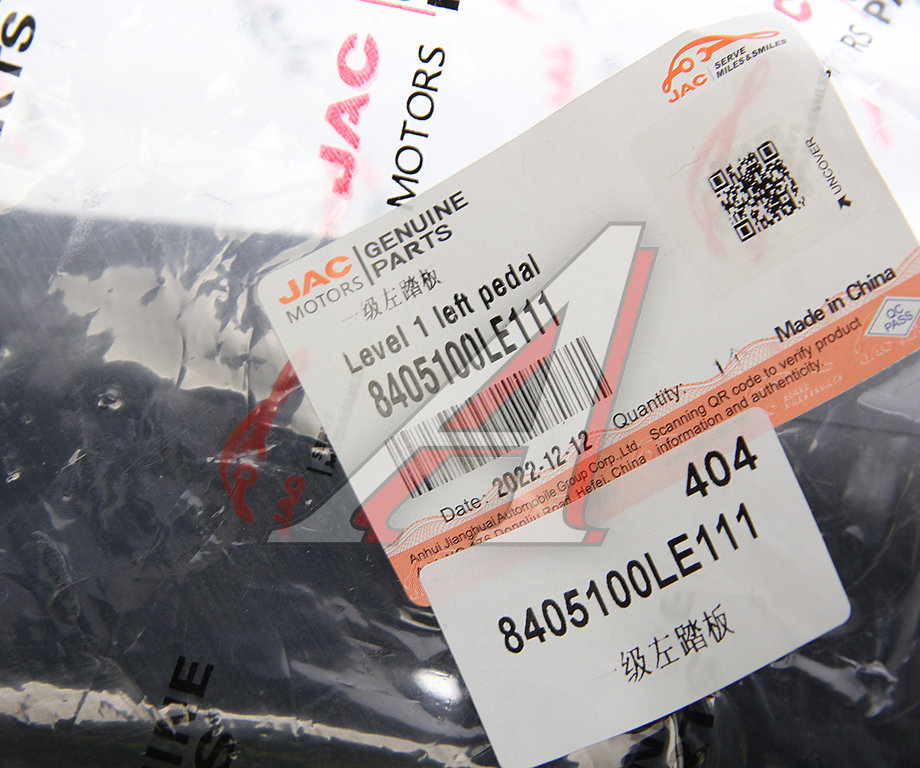 JAC
MOTORS
JAC
SERVE
MILES&SMILES
UNCOVER
JAC
MOTORS
GENUINE
PARTS
一级左踏板
Level 1 left pedal
8405100LE111
Made in China
QC
PASS
Quantity:
Date: 2022-12-12
Scanning QR code to verify product
information and authenticity.
Anhui Jianghuai Automobile Group Corp.,Ltd.
Road, Hefei, China
404
8405100LE111
一级左踏板